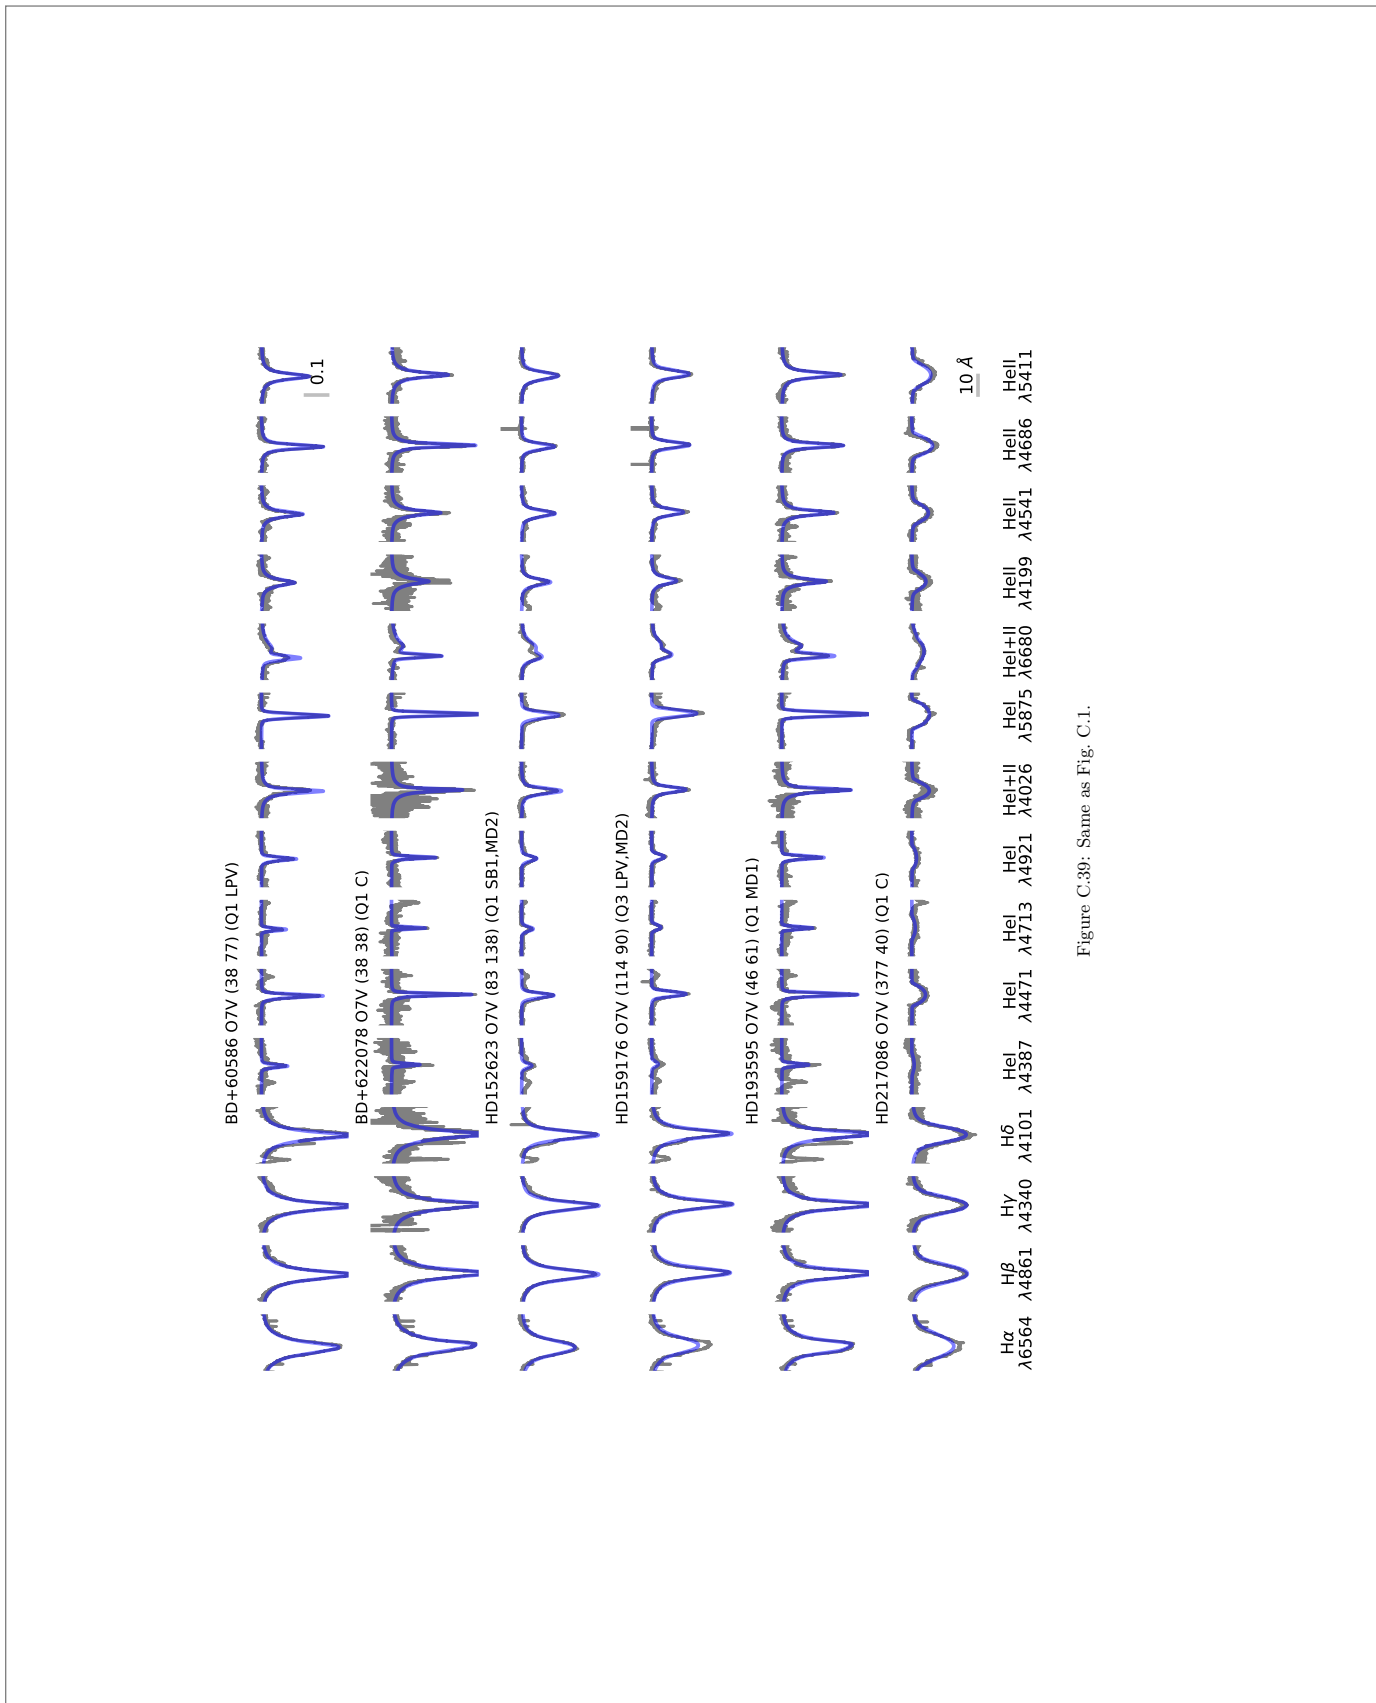 BD+60586 O7V (38 77) (Q1 LPV)
0.1
BD+622078 O7V (38 38) (Q1 C)
HD152623 O7V (83 138) (Q1 SB1,MD2)
HD159176 O7V (114 90) (Q3 LPV,MD2)
HD193595 O7V (46 61) (Q1 MD1)
HD217086 O7V (377 40) (Q1 C)
10 Å
Hα
λ6564
Hβ
λ4861
Hγ
λ4340
Hδ
λ4101
HeI
λ4387
HeI
λ4471
HeI
λ4713
HeI
λ4921
HeI+II
λ4026
HeI
λ5875
HeI+II
λ6680
HeII
λ4199
HeII
λ4541
HeII
λ4686
HeII
λ5411
Figure C.39: Same as Fig. C.1.